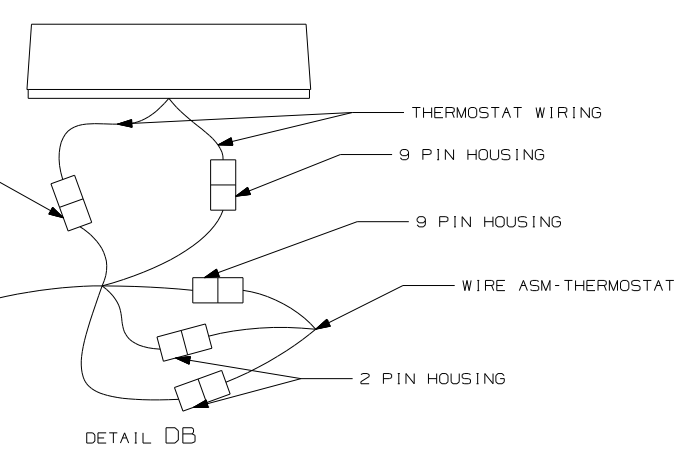 THERMOSTAT WIRING
9 PIN HOUSING
9 PIN HOUSING
WIRE ASM-THERMOSTAT
2 PIN HOUSING
DETAIL DB